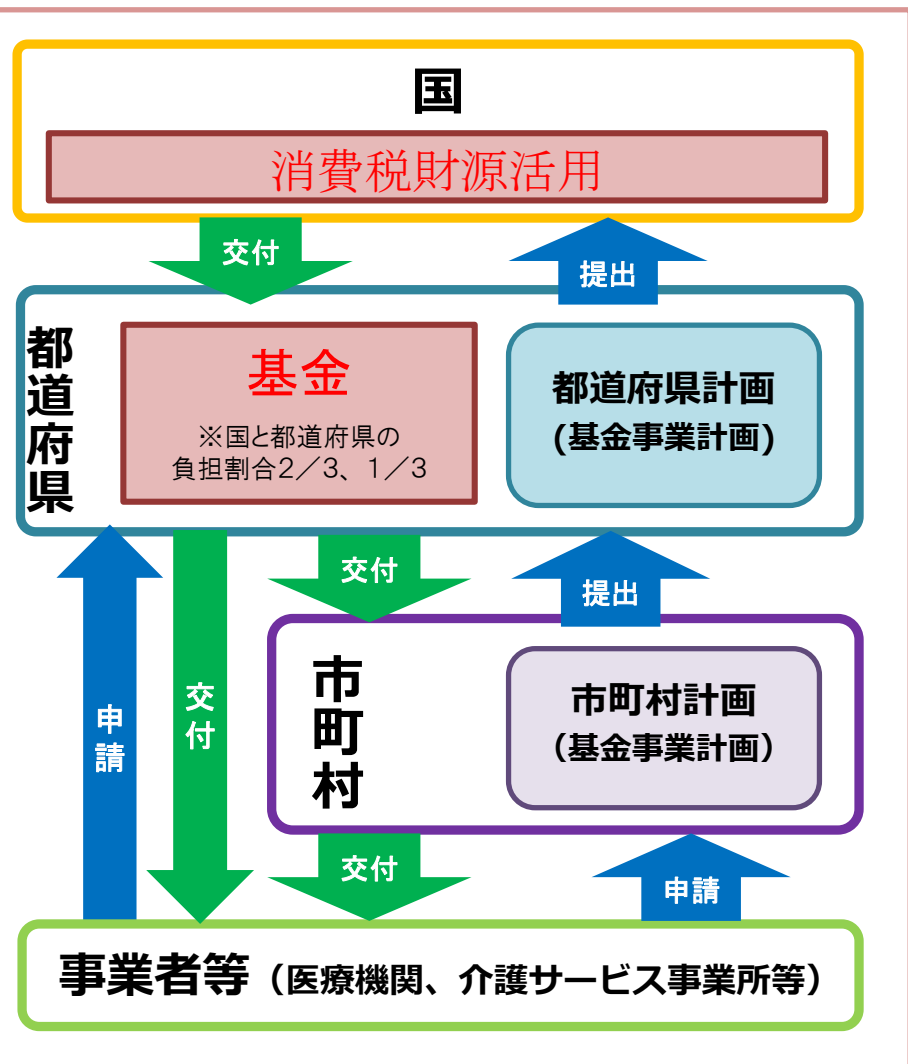 国
消費税財源活用
交付
提出
都道府県
基金
※国と都道府県の
負担割合2／3、1／3
都道府県計画
(基金事業計画)
交付
提出
申請
交付
市町村
市町村計画
（基金事業計画）
交付
申請
事業者等（医療機関、介護サービス事業所等）